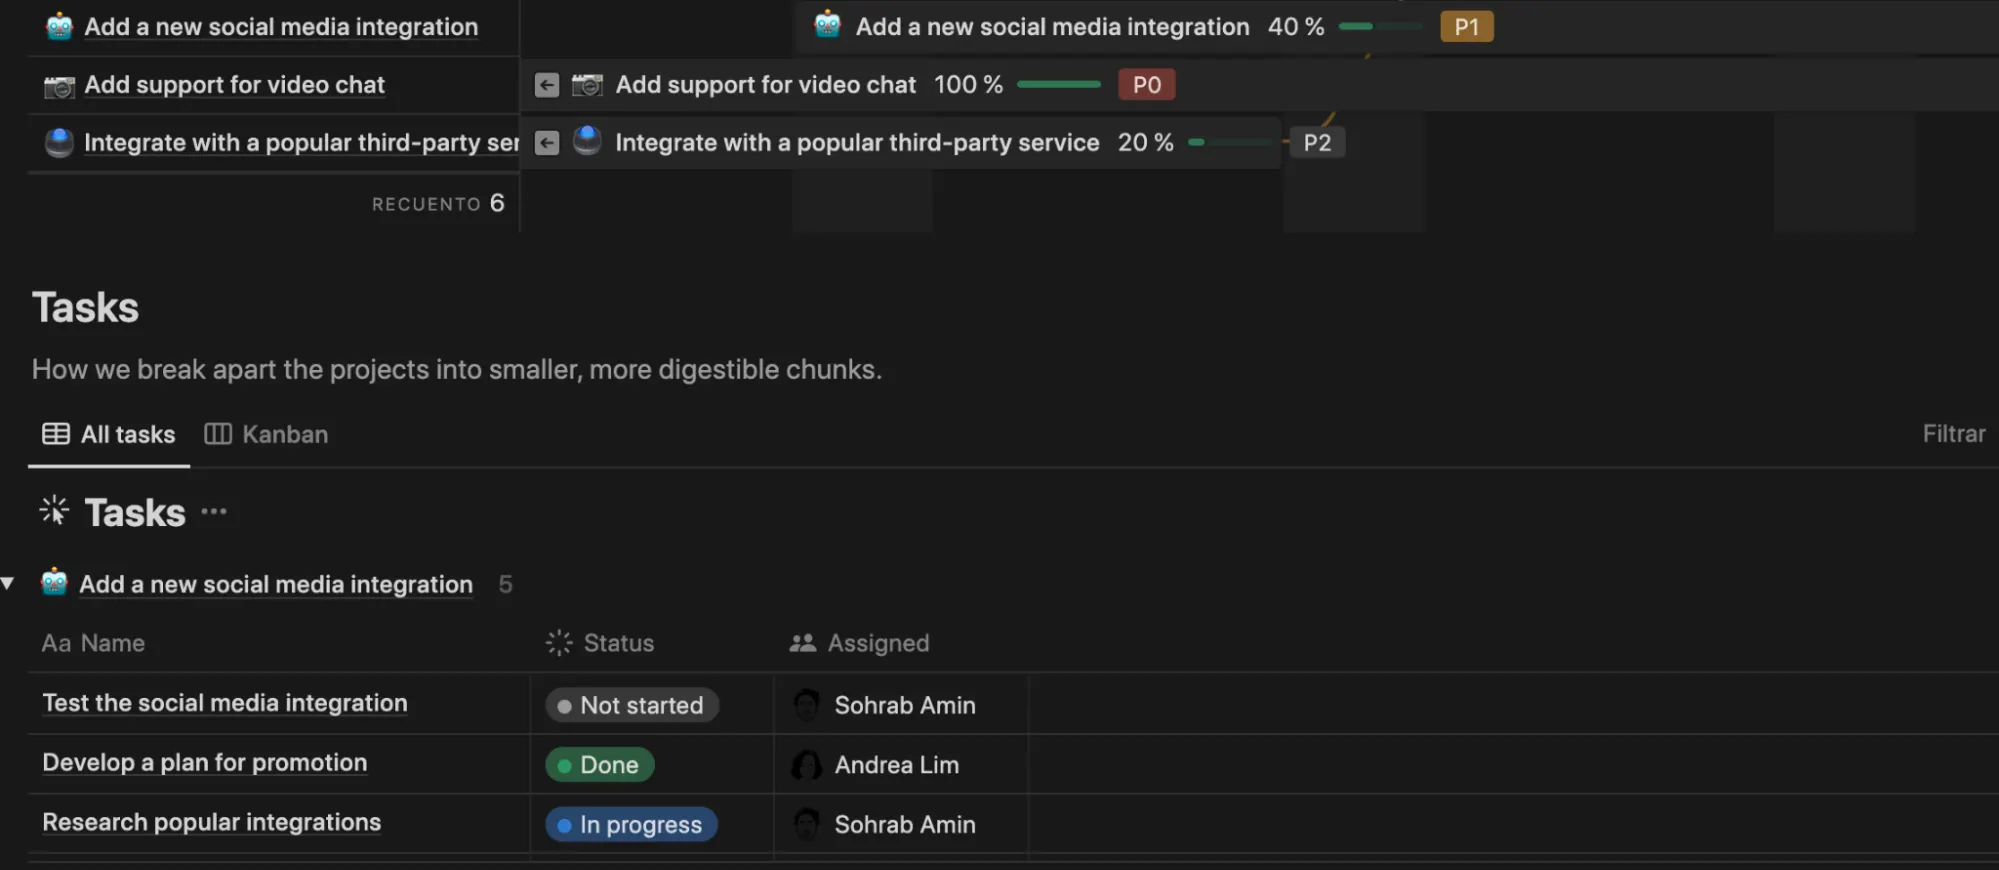 Add a new social media integration Add a new social media integration 40 % P1
Add support for video chat Add support for video chat 100 % P0
Integrate with a popular third-party ser Integrate with a popular third-party service 20 % P2
RECUENTO 6
Tasks
How we break apart the projects into smaller, more digestible chunks.
All tasks Kanban Filtrar
Tasks ...
Add a new social media integration 5
Aa Name Status Assigned
Test the social media integration Not started Sohrab Amin
Develop a plan for promotion Done Andrea Lim
Research popular integrations In progress Sohrab Amin